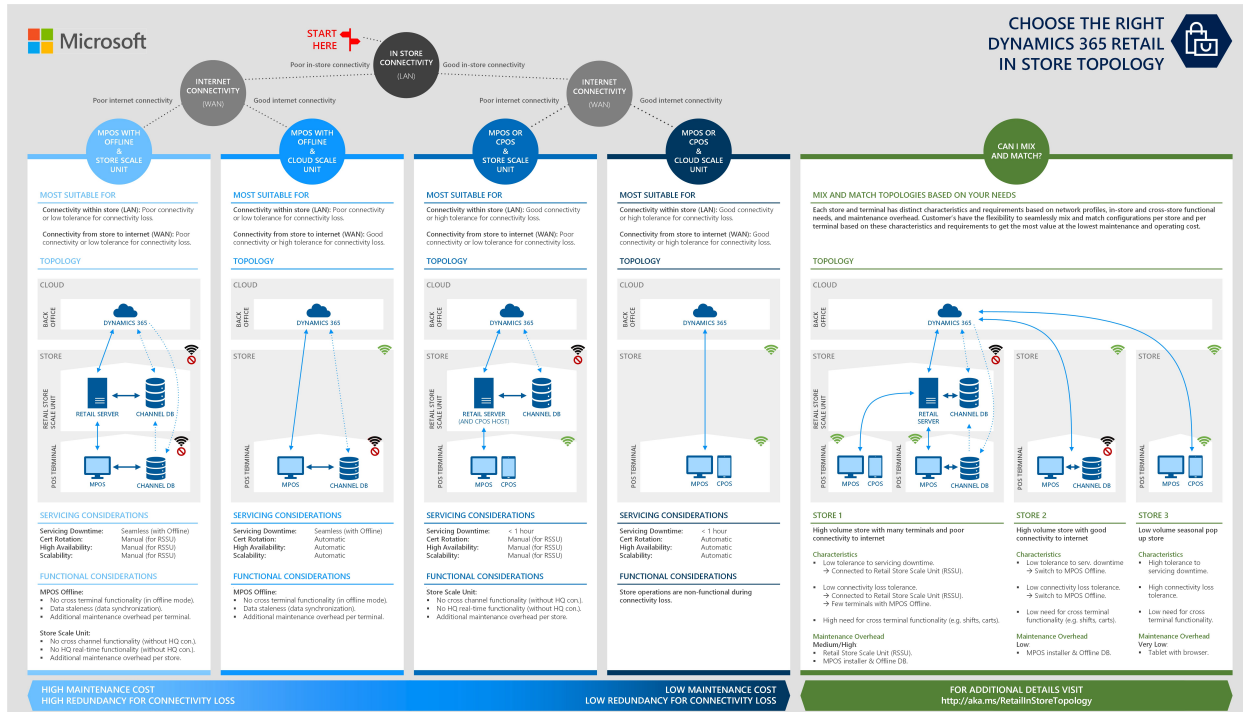 Microsoft
START
HERE
IN STORE
CONNECTIVITY
(LAN)
CHOOSE THE RIGHT
DYNAMICS 365 RETAIL
IN STORE TOPOLOGY
Poor in-store connectivity
Good in-store connectivity
INTERNET
CONNECTIVITY
(WAN)
INTERNET
CONNECTIVITY
(WAN)
Poor internet connectivity
Good internet connectivity
Poor internet connectivity
Good internet connectivity
MPOS WITH
OFFLINE
&
STORE SCALE
UNIT
MOST SUITABLE FOR
Connectivity within store (LAN): Poor connectivity
or low tolerance for connectivity loss.
Connectivity from store to internet (WAN): Poor
connectivity or low tolerance for connectivity loss.
TOPOLOGY
CLOUD
BACK
OFFICE
DYNAMICS 365
STORE
RETAIL STORE
SCALE UNIT
RETAIL SERVER
CHANNEL DB
POS TERMINAL
MPOS
CHANNEL DB
SERVICING CONSIDERATIONS
Servicing Downtime: Seamless (with Offline)
Cert Rotation: Manual (for RSSU)
High Availability: Manual (for RSSU)
Scalability: Manual (for RSSU)
FUNCTIONAL CONSIDERATIONS
MPOS Offline:
• No cross terminal functionality (in offline mode).
• Data staleness (data synchronization).
• Additional maintenance overhead per terminal.
Store Scale Unit:
• No cross channel functionality (without HQ con.).
• No HQ real-time functionality (without HQ con.).
• Additional maintenance overhead per store.
MPOS WITH
OFFLINE
&
CLOUD SCALE
UNIT
MOST SUITABLE FOR
Connectivity within store (LAN): Poor connectivity
or low tolerance for connectivity loss.
Connectivity from store to internet (WAN): Good
connectivity or high tolerance for connectivity loss.
TOPOLOGY
CLOUD
BACK
OFFICE
DYNAMICS 365
STORE
POS TERMINAL
MPOS
CHANNEL DB
SERVICING CONSIDERATIONS
Servicing Downtime: Seamless (with Offline)
Cert Rotation: Automatic
High Availability: Automatic
Scalability: Automatic
FUNCTIONAL CONSIDERATIONS
MPOS Offline:
• No cross terminal functionality (in offline mode).
• Data staleness (data synchronization).
• Additional maintenance overhead per terminal.
MPOS OR
CPOS
&
STORE SCALE
UNIT
MOST SUITABLE FOR
Connectivity within store (LAN): Good connectivity
or high tolerance for connectivity loss.
Connectivity from store to internet (WAN): Poor
connectivity or low tolerance for connectivity loss.
TOPOLOGY
CLOUD
BACK
OFFICE
DYNAMICS 365
STORE
RETAIL STORE
SCALE UNIT
RETAIL SERVER
(AND CPOS HOST)
CHANNEL DB
POS TERMINAL
MPOS
CPOS
SERVICING CONSIDERATIONS
Servicing Downtime: < 1 hour
Cert Rotation: Manual (for RSSU)
High Availability: Manual (for RSSU)
Scalability: Manual (for RSSU)
FUNCTIONAL CONSIDERATIONS
Store Scale Unit:
• No cross channel functionality (without HQ con.).
• No HQ real-time functionality (without HQ con.).
• Additional maintenance overhead per store.
MPOS OR
CPOS
&
CLOUD SCALE
UNIT
MOST SUITABLE FOR
Connectivity within store (LAN): Good connectivity
or high tolerance for connectivity loss.
Connectivity from store to internet (WAN): Good
connectivity or high tolerance for connectivity loss.
TOPOLOGY
CLOUD
BACK
OFFICE
DYNAMICS 365
STORE
POS TERMINAL
MPOS
CPOS
SERVICING CONSIDERATIONS
Servicing Downtime: < 1 hour
Cert Rotation: Automatic
High Availability: Automatic
Scalability: Automatic
FUNCTIONAL CONSIDERATIONS
Store operations are non-functional during
connectivity loss.
CAN I MIX
AND MATCH?
MIX AND MATCH TOPOLOGIES BASED ON YOUR NEEDS
Each store and terminal has distinct characteristics and requirements based on network profiles, in-store and cross-store functional
needs, and maintenance overhead. Customer's have the flexibility to seamlessly mix and match configurations per store and per
terminal based on these characteristics and requirements to get the most value at the lowest maintenance and operating cost.
TOPOLOGY
CLOUD
BACK
OFFICE
DYNAMICS 365
STORE
STORE
STORE
RETAIL STORE
SCALE UNIT
RETAIL
SERVER
CHANNEL DB
POS TERMINAL
MPOS
CPOS
POS TERMINAL
MPOS
CHANNEL DB
POS TERMINAL
MPOS
CHANNEL DB
POS TERMINAL
MPOS
CPOS
STORE 1
High volume store with many terminals and poor
connectivity to internet
Characteristics
• Low tolerance to servicing downtime.
→ Connected to Retail Store Scale Unit (RSSU).
• Low connectivity loss tolerance.
→ Connected to Retail Store Scale Unit (RSSU).
→ Few terminals with MPOS Offline.
• High need for cross terminal functionality (e.g. shifts, carts).
Maintenance Overhead
Medium/High
• Retail Store Scale Unit (RSSU).
• MPOS installer & Offline DB.
STORE 2
High volume store with good
connectivity to internet
Characteristics
• Low tolerance to serv. downtime
→ Switch to MPOS Offline.
• Low connectivity loss tolerance.
→ Switch to MPOS Offline.
• Low need for cross terminal
functionality (e.g. shifts, carts).
Maintenance Overhead
Low
• MPOS installer & Offline DB.
STORE 3
Low volume seasonal pop
up store
Characteristics
• High tolerance to
servicing downtime.
• High connectivity loss
tolerance.
• Low need for cross
terminal functionality.
Maintenance Overhead
Very Low
• Tablet with browser.
HIGH MAINTENANCE COST
HIGH REDUNDANCY FOR CONNECTIVITY LOSS
LOW MAINTENANCE COST
LOW REDUNDANCY FOR CONNECTIVITY LOSS
FOR ADDITIONAL DETAILS VISIT
http://aka.ms/RetailInStoreTopology